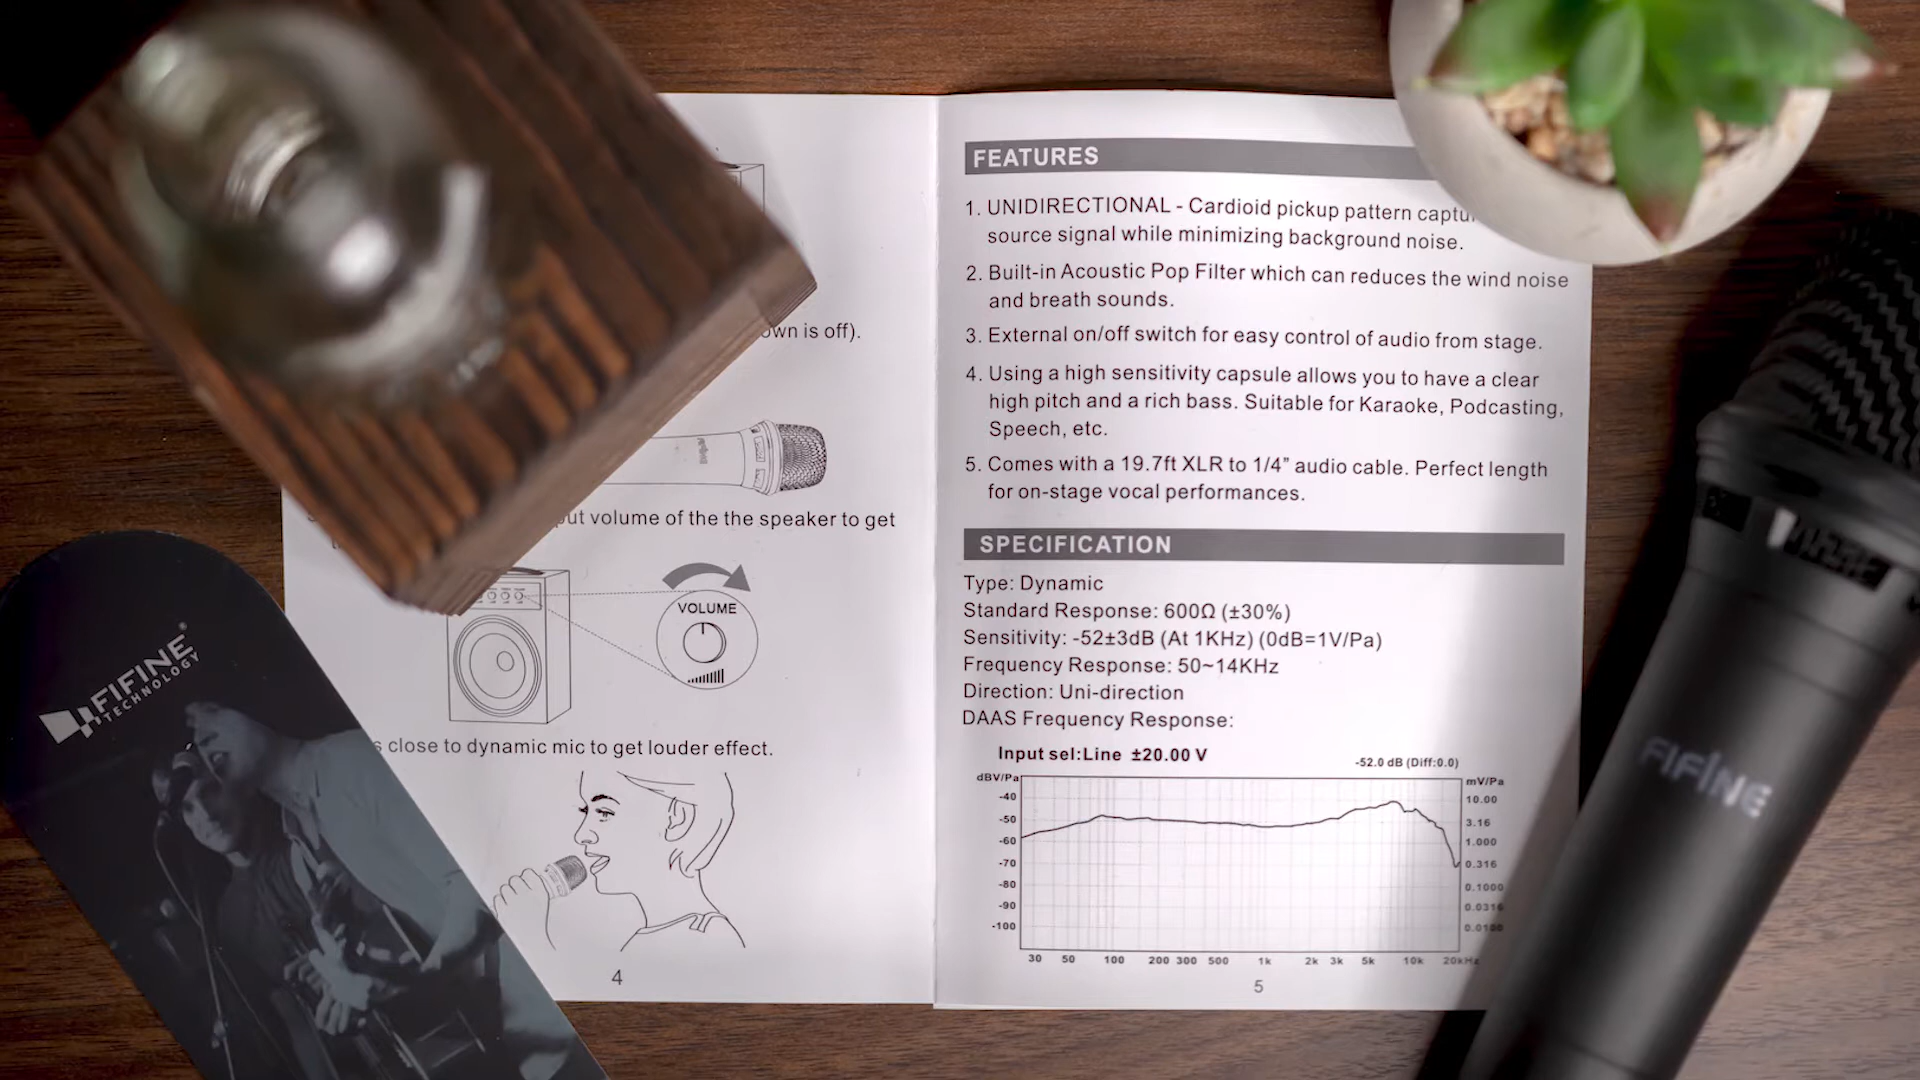 own is off).
put volume of the the speaker to get
VOLUME
close to dynamic mic to get louder effect.
4
FEATURES
1. UNIDIRECTIONAL - Cardioid pickup pattern
source signal while minimizing background noise.
2. Built-in Acoustic Pop Filter which can reduces the wind noise
and breath sounds.
3. External on/off switch for easy control of audio from stage.
4. Using a high sensitivity capsule allows you to have a clear
high pitch and a rich bass. Suitable for Karaoke, Podcasting,
Speech, etc.
5. Comes with a 19.7ft XLR to 1/4” audio cable. Perfect length
for on-stage vocal performances.
SPECIFICATION
Type: Dynamic
Standard Response: 600Ω (±30%)
Sensitivity: -52±3dB (At 1KHz) (0dB=1V/Pa)
Frequency Response: 50~14KHz
Direction: Uni-direction
DAAS Frequency Response:
Input sel:Line ±20.00 V
-52.0 dB (Diff:0.0)
dBV/Pa
mV/Pa
-40 10.00
-50 3.16
-60 1.000
-70 0.316
-80 0.1000
-90 0.0316
-100 0.0100
30 50 100 200 300 500 1k 2k 3k 5k 10k 20kHz
5
FIFINE®
TECHNOLOGY
FIFINE